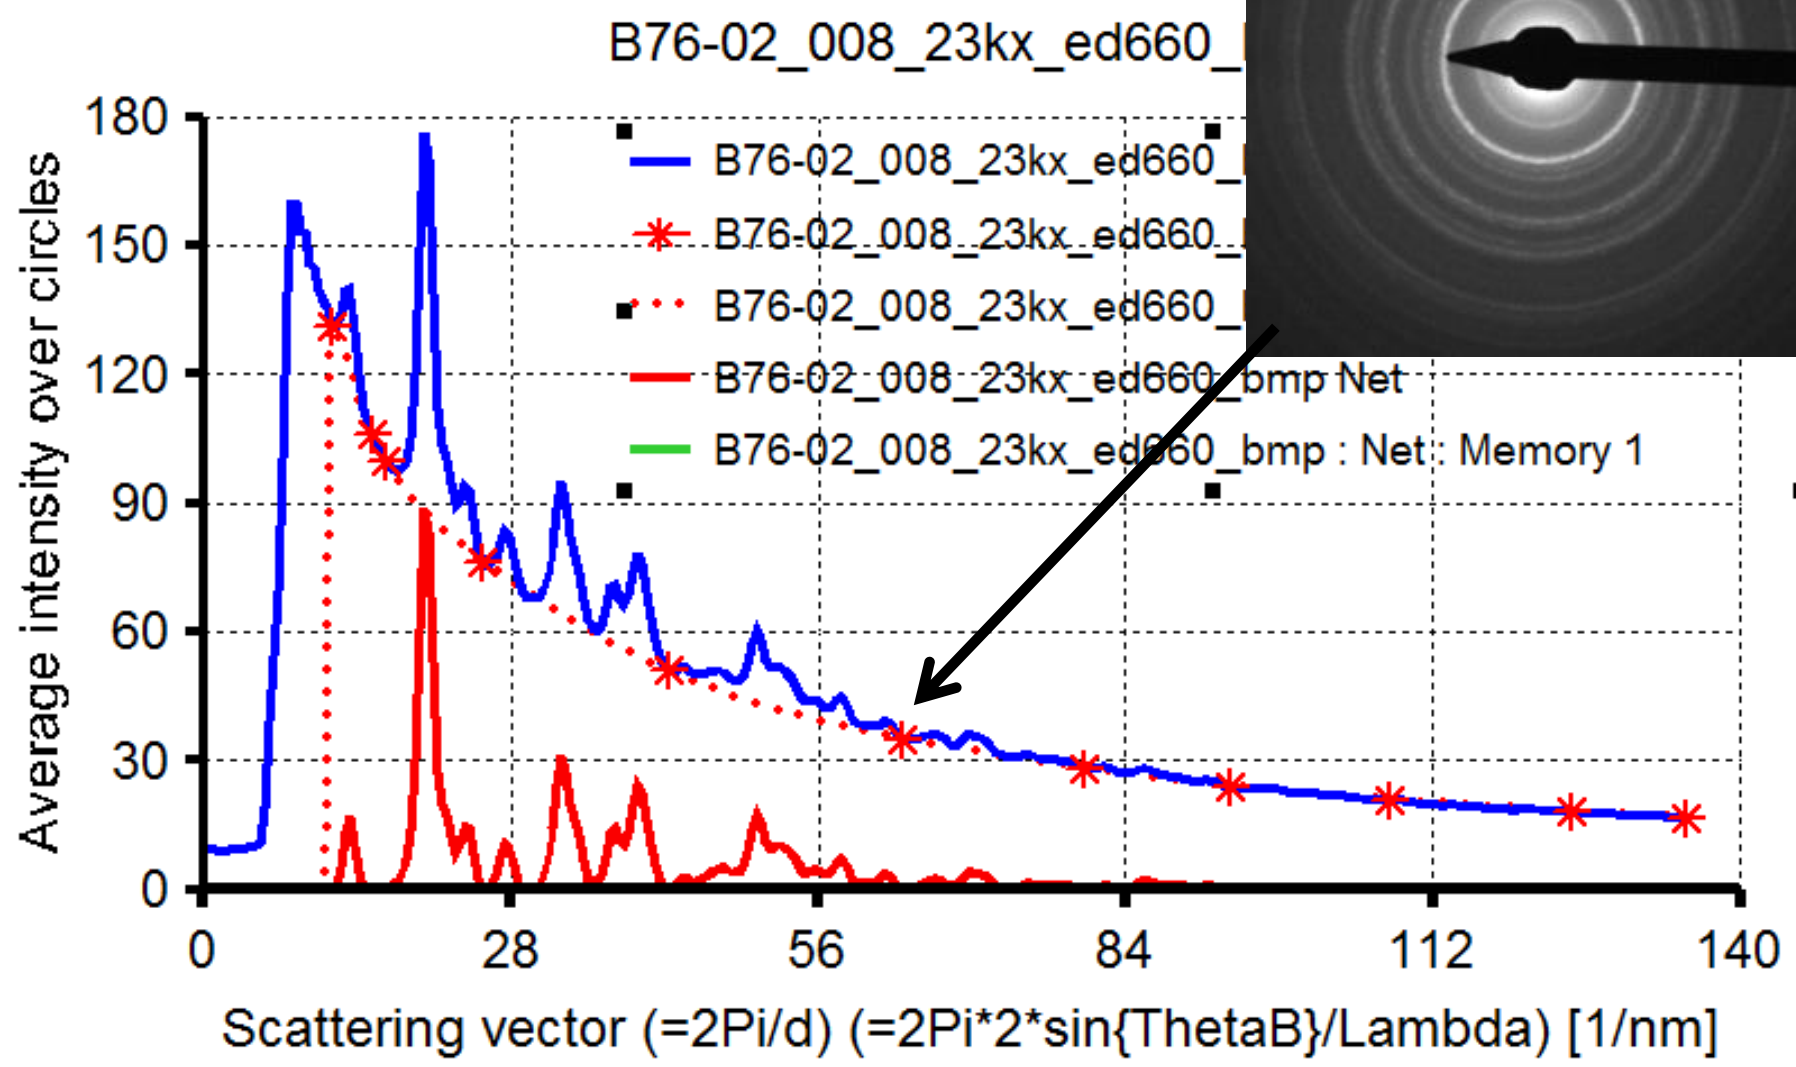 B76-02_008_23kx_ed660_
180
150
120
90
60
30
0
Average intensity over circles
B76-02_008_23kx_ed660_
B76-02_008_23kx_ed660_
B76-02_008_23kx_ed660_
B76-02_008_23kx_ed660_bmp Net
B76-02_008_23kx_ed660_bmp : Net : Memory 1
0 28 56 84 112 140
Scattering vector (=2Pi/d) (=2Pi*2*sin{ThetaB}/Lambda) [1/nm]